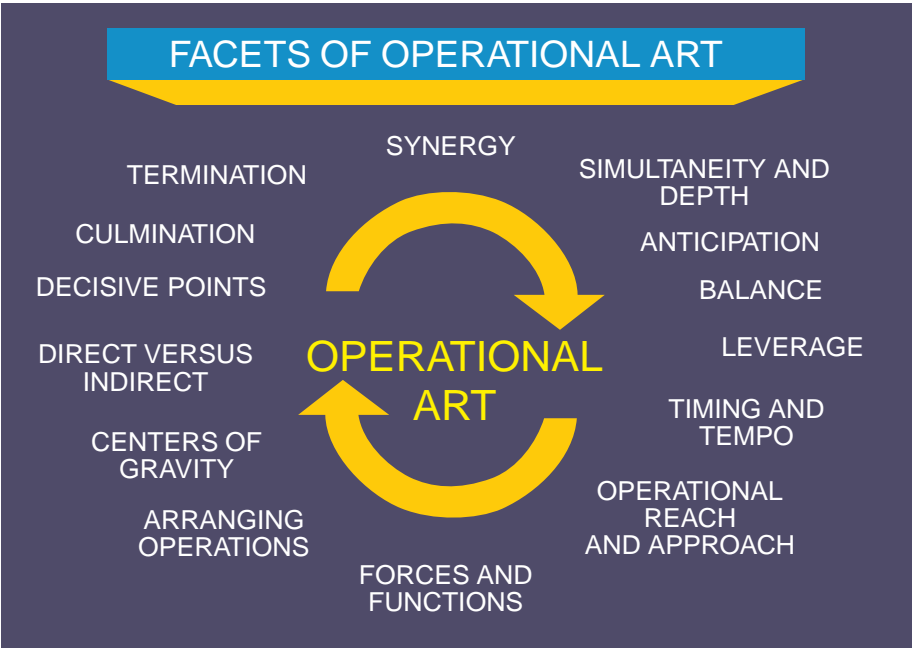 FACETS OF OPERATIONAL ART
SYNERGY
SIMULTANEITY AND
DEPTH
ANTICIPATION
BALANCE
LEVERAGE
TIMING AND
TEMPO
OPERATIONAL
REACH
AND APPROACH
FORCES AND
FUNCTIONS
ARRANGING
OPERATIONS
CENTERS OF
GRAVITY
DIRECT VERSUS
INDIRECT
DECISIVE POINTS
CULMINATION
TERMINATION
OPERATIONAL
ART